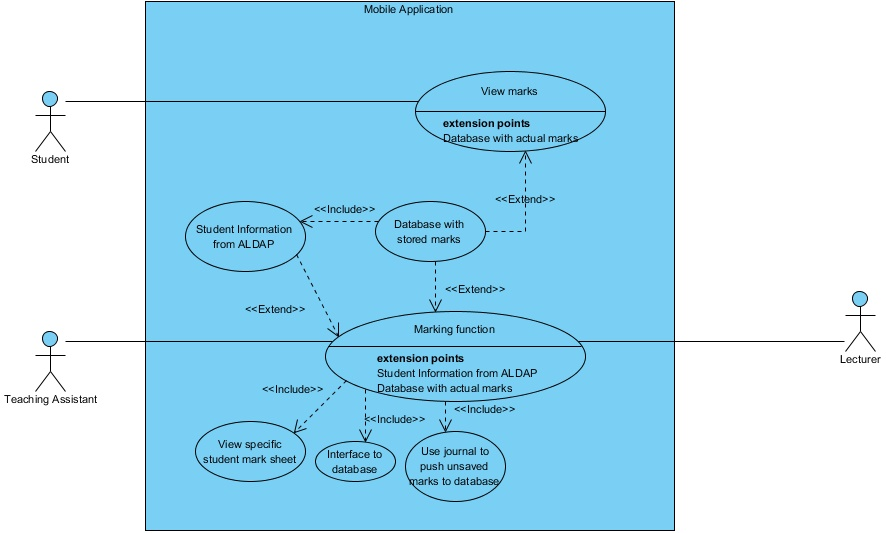 Mobile Application
View marks
extension points
Database with actual marks
Student
<<Extend>>
<<Include>>
Student Information
from ALDAP
Database with
stored marks
<<Extend>>
<<Extend>>
Marking function
extension points
Student Information from ALDAP
Database with actual marks
Teaching Assistant
Lecturer
<<Include>>
<<Include>>
<<Include>>
View specific
student mark sheet
Interface to
database
Use journal to
push unsaved
marks to database